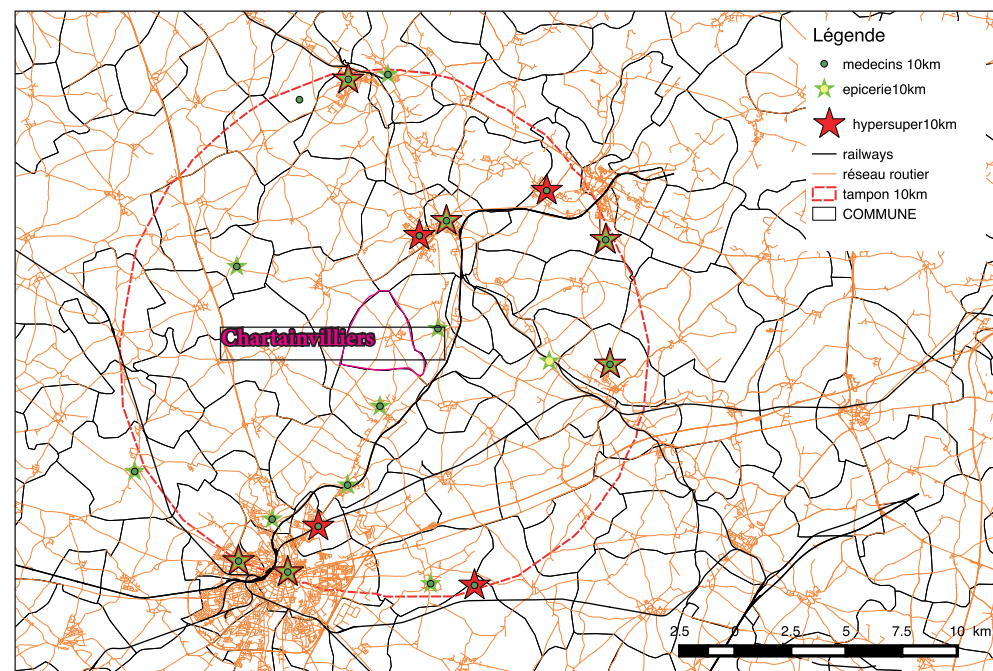 Légende
medecins 10km
epicerie10km
hypersuper10km
railways
réseau routier
tampon 10km
COMMUNE
Chartainvilliers
2.5 0 2.5 5 7.5 10 km